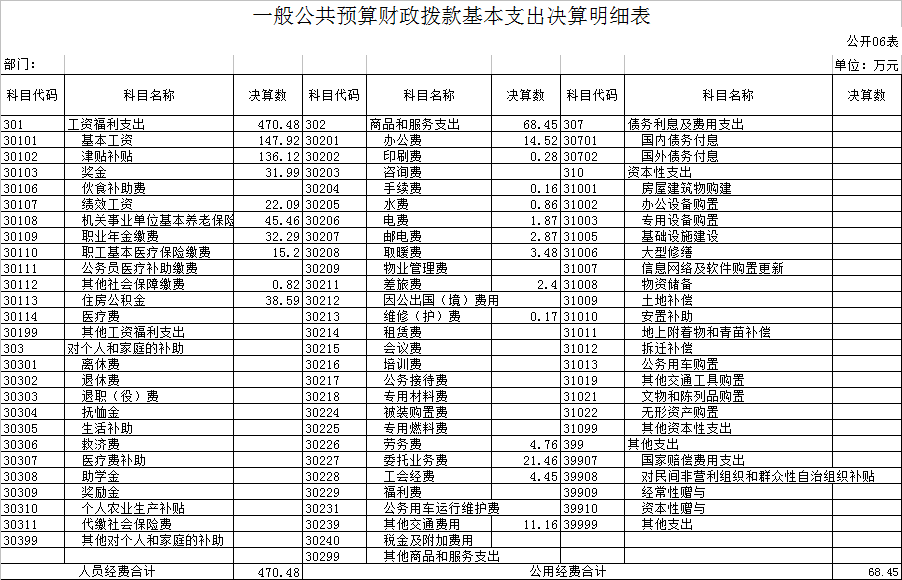 一般公共预算财政拨款基本支出决算明细表
公开06表
部门： 单位：万元
科目代码 科目名称 决算数 科目代码 科目名称 决算数 科目代码 科目名称 决算数
301 工资福利支出 470.48 302 商品和服务支出 68.45 307 债务利息及费用支出
30101 基本工资 147.92 30201 办公费 14.52 30701 国内债务付息
30102 津贴补贴 136.12 30202 印刷费 0.28 30702 国外债务付息
30103 奖金 31.99 30203 咨询费 310 资本性支出
30106 伙食补助费 30204 手续费 0.16 31001 房屋建筑物购建
30107 绩效工资 22.09 30205 水费 0.86 31002 办公设备购置
30108 机关事业单位基本养老保险 45.46 30206 电费 1.87 31003 专用设备购置
30109 职业年金缴费 32.29 30207 邮电费 2.87 31005 基础设施建设
30110 职工基本医疗保险缴费 15.2 30208 取暖费 3.48 31006 大型修缮
30111 公务员医疗补助缴费 30209 物业管理费 31007 信息网络及软件购置更新
30112 其他社会保障缴费 0.82 30211 差旅费 2.4 31008 物资储备
30113 住房公积金 38.59 30212 因公出国（境）费用 31009 土地补偿
30114 医疗费 30213 维修（护）费 0.17 31010 安置补助
30199 其他工资福利支出 30214 租赁费 31011 地上附着物和青苗补偿
303 对个人和家庭的补助 30215 会议费 31012 拆迁补偿
30301 离休费 30216 培训费 31013 公务用车购置
30302 退休费 30217 公务接待费 31019 其他交通工具购置
30303 退职（役）费 30218 专用材料费 31021 文物和陈列品购置
30304 抚恤金 30224 被装购置费 31022 无形资产购置
30305 生活补助 30225 专用燃料费 31099 其他资本性支出
30306 救济费 30226 劳务费 4.76 399 其他支出
30307 医疗费补助 30227 委托业务费 21.46 39907 国家赔偿费用支出
30308 助学金 30228 工会经费 4.45 39908 对民间非营利组织和群众性自治组织补贴
30309 奖励金 30229 福利费 39909 经常性赠与
30310 个人农业生产补贴 30231 公务用车运行维护费 39910 资本性赠与
30311 代缴社会保险费 30239 其他交通费用 11.16 39999 其他支出
30399 其他对个人和家庭的补助 30240 税金及附加费用
30299 其他商品和服务支出
人员经费合计 470.48 公用经费合计 68.45